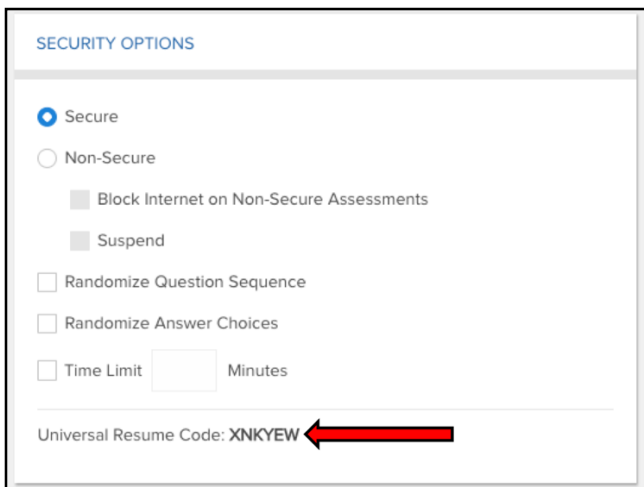 SECURITY OPTIONS
Secure
Non-Secure
Block Internet on Non-Secure Assessments
Suspend
Randomize Question Sequence
Randomize Answer Choices
Time Limit Minutes
Universal Resume Code: XNKYEW